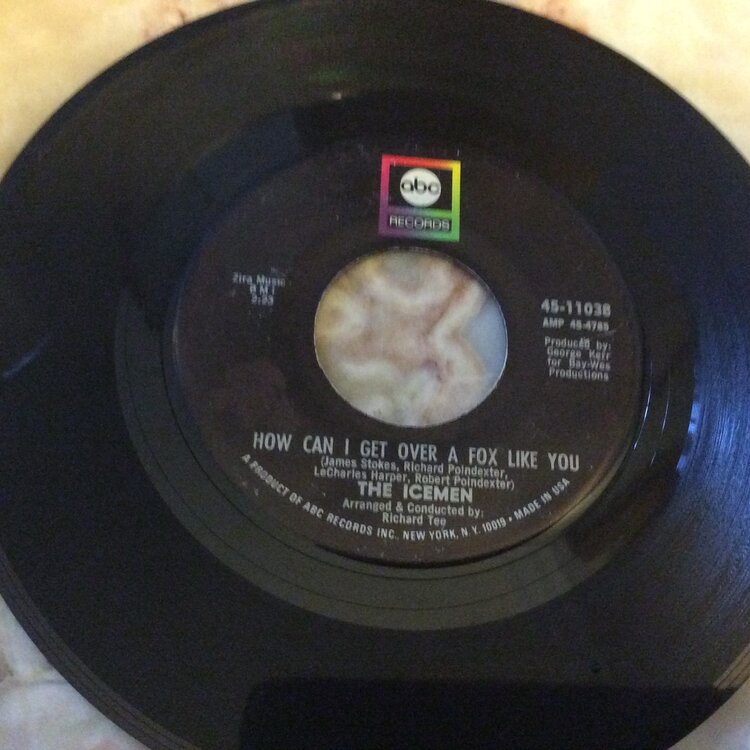 abc
RECORDS
Zira Music
BMI
2:23
45-11038
AMP 45-4785
Produced by:
George Kerr
for Bay-Wes
Productions
HOW CAN I GET OVER A FOX LIKE YOU
(James Stokes, Richard Poindexter,
LeCharles Harper, Robert Poindexter)
THE ICEMEN
Arranged & Conducted by:
Richard Tee
A PRODUCT OF ABC RECORDS INC. NEW YORK, N.Y. 10019 • MADE IN USA